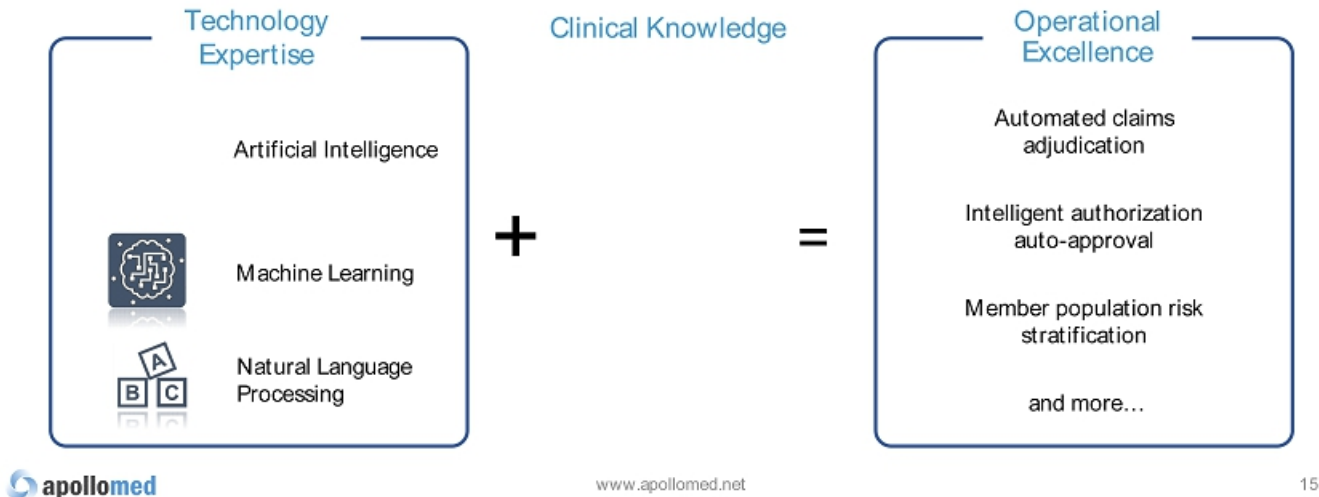 Technology
Expertise
Artificial Intelligence
Machine Learning
A
B C
Natural Language
Processing
+
Clinical Knowledge
=
Operational
Excellence
Automated claims
adjudication
Intelligent authorization
auto-approval
Member population risk
stratification
and more…
apollomed
www.apollomed.net
15